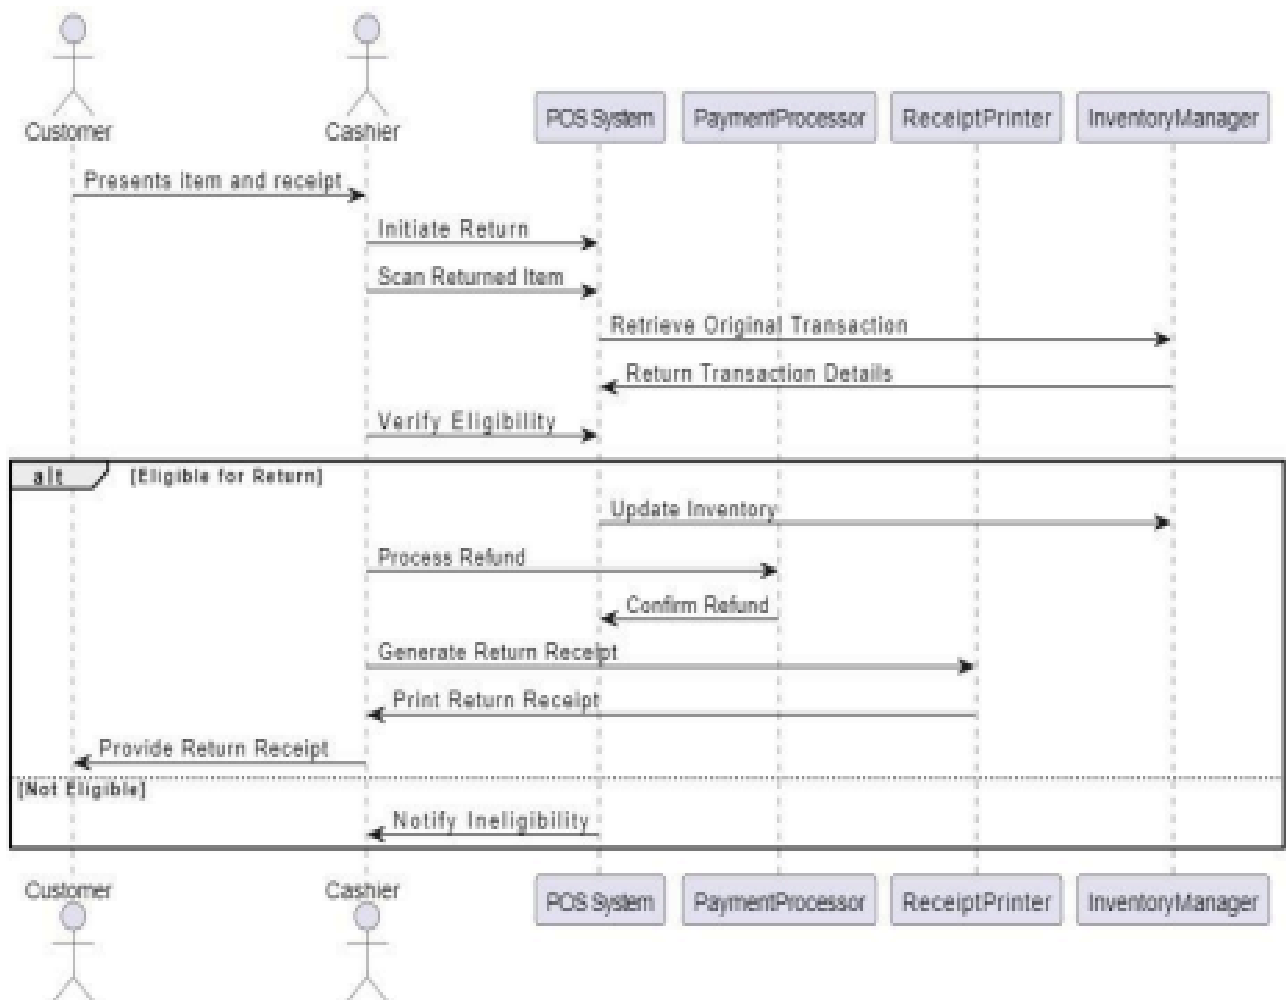 Customer
Cashier
POS System
PaymentProcessor
ReceiptPrinter
InventoryManager
Presents item and receipt
Initiate Return
Scan Returned Item
Retrieve Original Transaction
Return Transaction Details
Verify Eligibility
alt
[Eligible for Return]
Update Inventory
Process Refund
Confirm Refund
Generate Return Receipt
Print Return Receipt
Provide Return Receipt
[Not Eligible]
Notify Ineligibility
Customer
Cashier
POS System
PaymentProcessor
ReceiptPrinter
InventoryManager